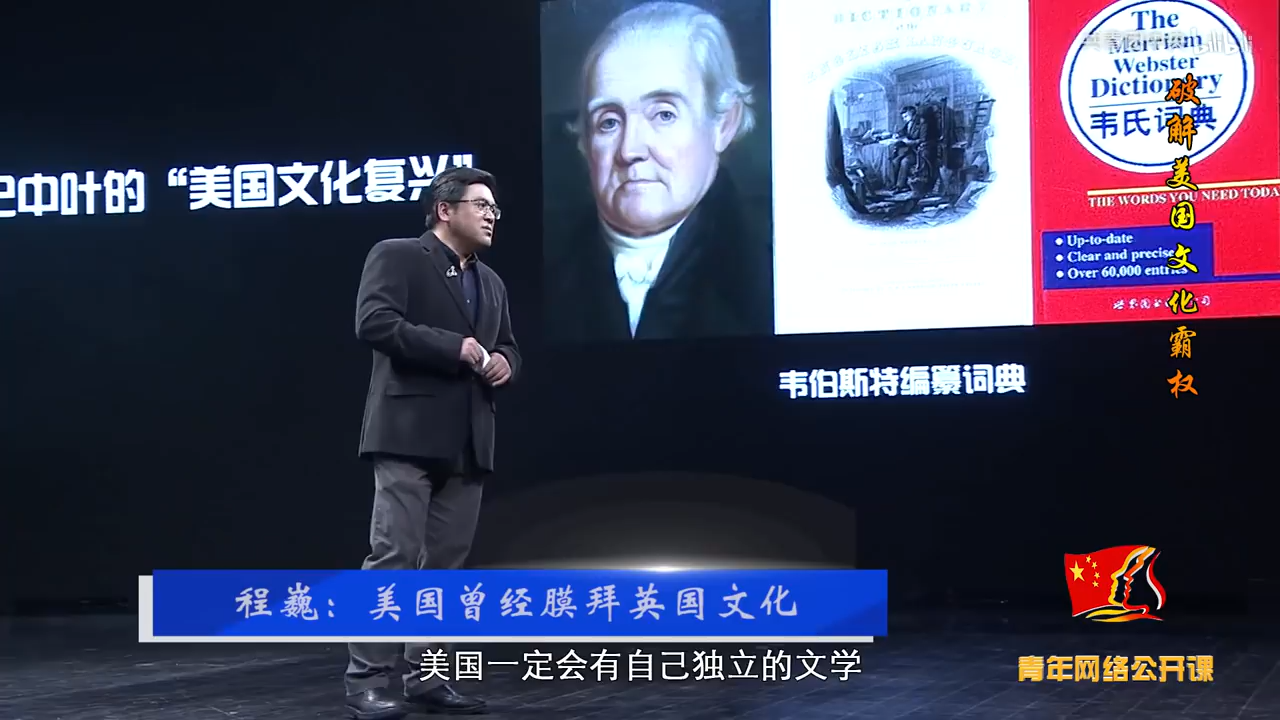 纪中叶的“美国文化复兴”
DICTIONARY
ENGLISH LANGUAGE
The
Merriam
Webster
Dictionary
韦氏词典
THE WORDS YOU NEED TODA
Up-to-date
Clear and precise
Over 60,000 entries
韦伯斯特编纂词典
破解美国文化霸权
程巍：美国曾经膜拜英国文化
美国一定会有自己独立的文学
青年网络公开课
bilibili